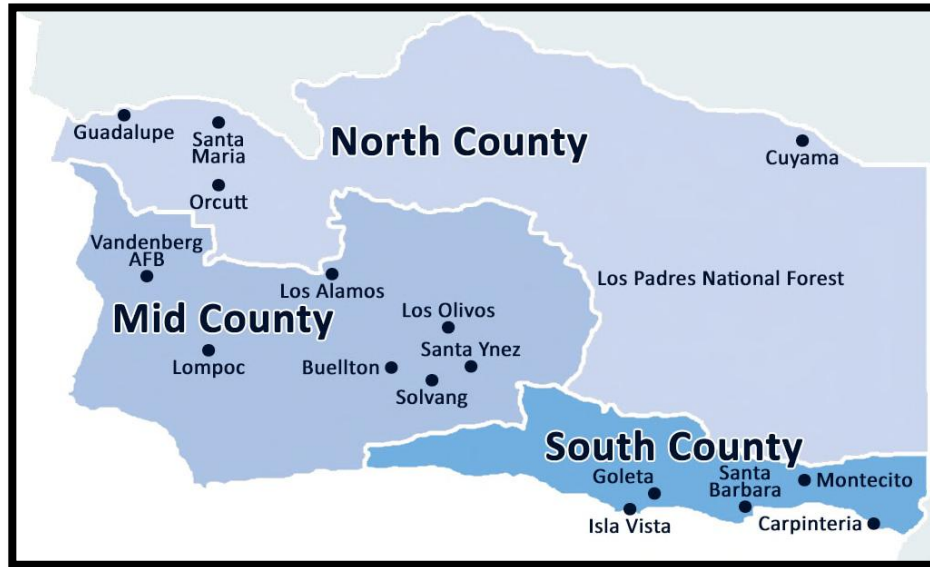 Guadalupe
Santa
Maria
North County
Cuyama
Orcutt
Vandenberg
AFB
Los Alamos
Los Padres National Forest
Mid County
Los Olivos
Lompoc
Buellton
Santa Ynez
Solvang
South County
Goleta
Santa
Barbara
Montecito
Isla Vista
Carpinteria